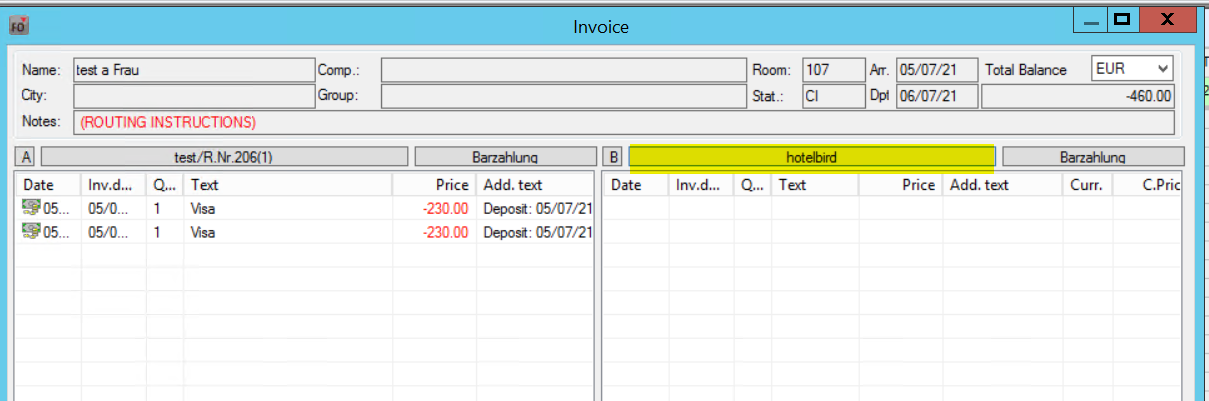 FO
Invoice
X
Name: test a Frau Comp.: Room: 107 Arr. 05/07/21 Total Balance EUR
City: Group: Stat.: CI Dpt 06/07/21 -460.00
Notes: (ROUTING INSTRUCTIONS)
A test/R.Nr.206(1) Barzahlung B hotelbird Barzahlung
Date Inv.d... Q... Text Price Add. text Date Inv.d... Q... Text Price Add. text Curr. C.Pric
05... 05/0... 1 Visa -230.00 Deposit: 05/07/21
05... 05/0... 1 Visa -230.00 Deposit: 05/07/21